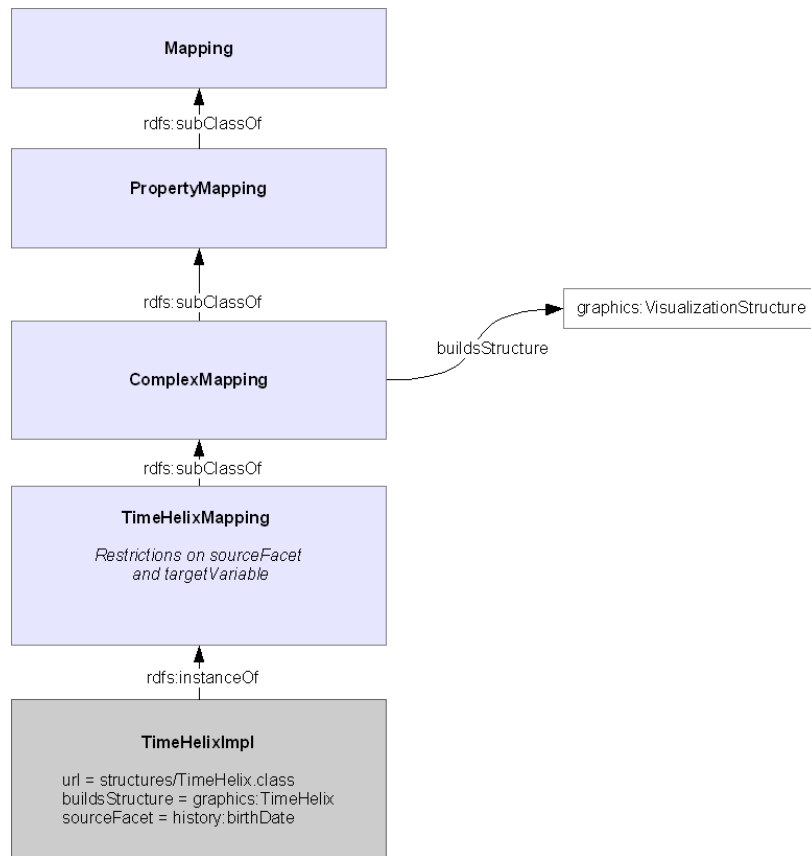 Mapping
rdfs:subClassOf
PropertyMapping
rdfs:subClassOf
graphics:VisualizationStructure
buildsStructure
ComplexMapping
rdfs:subClassOf
TimeHelixMapping
Restrictions on sourceFacet
and targetVariable
rdfs:instanceOf
TimeHelixImpl
url = structures/TimeHelix.class
buildsStructure = graphics:TimeHelix
sourceFacet = history:birthDate